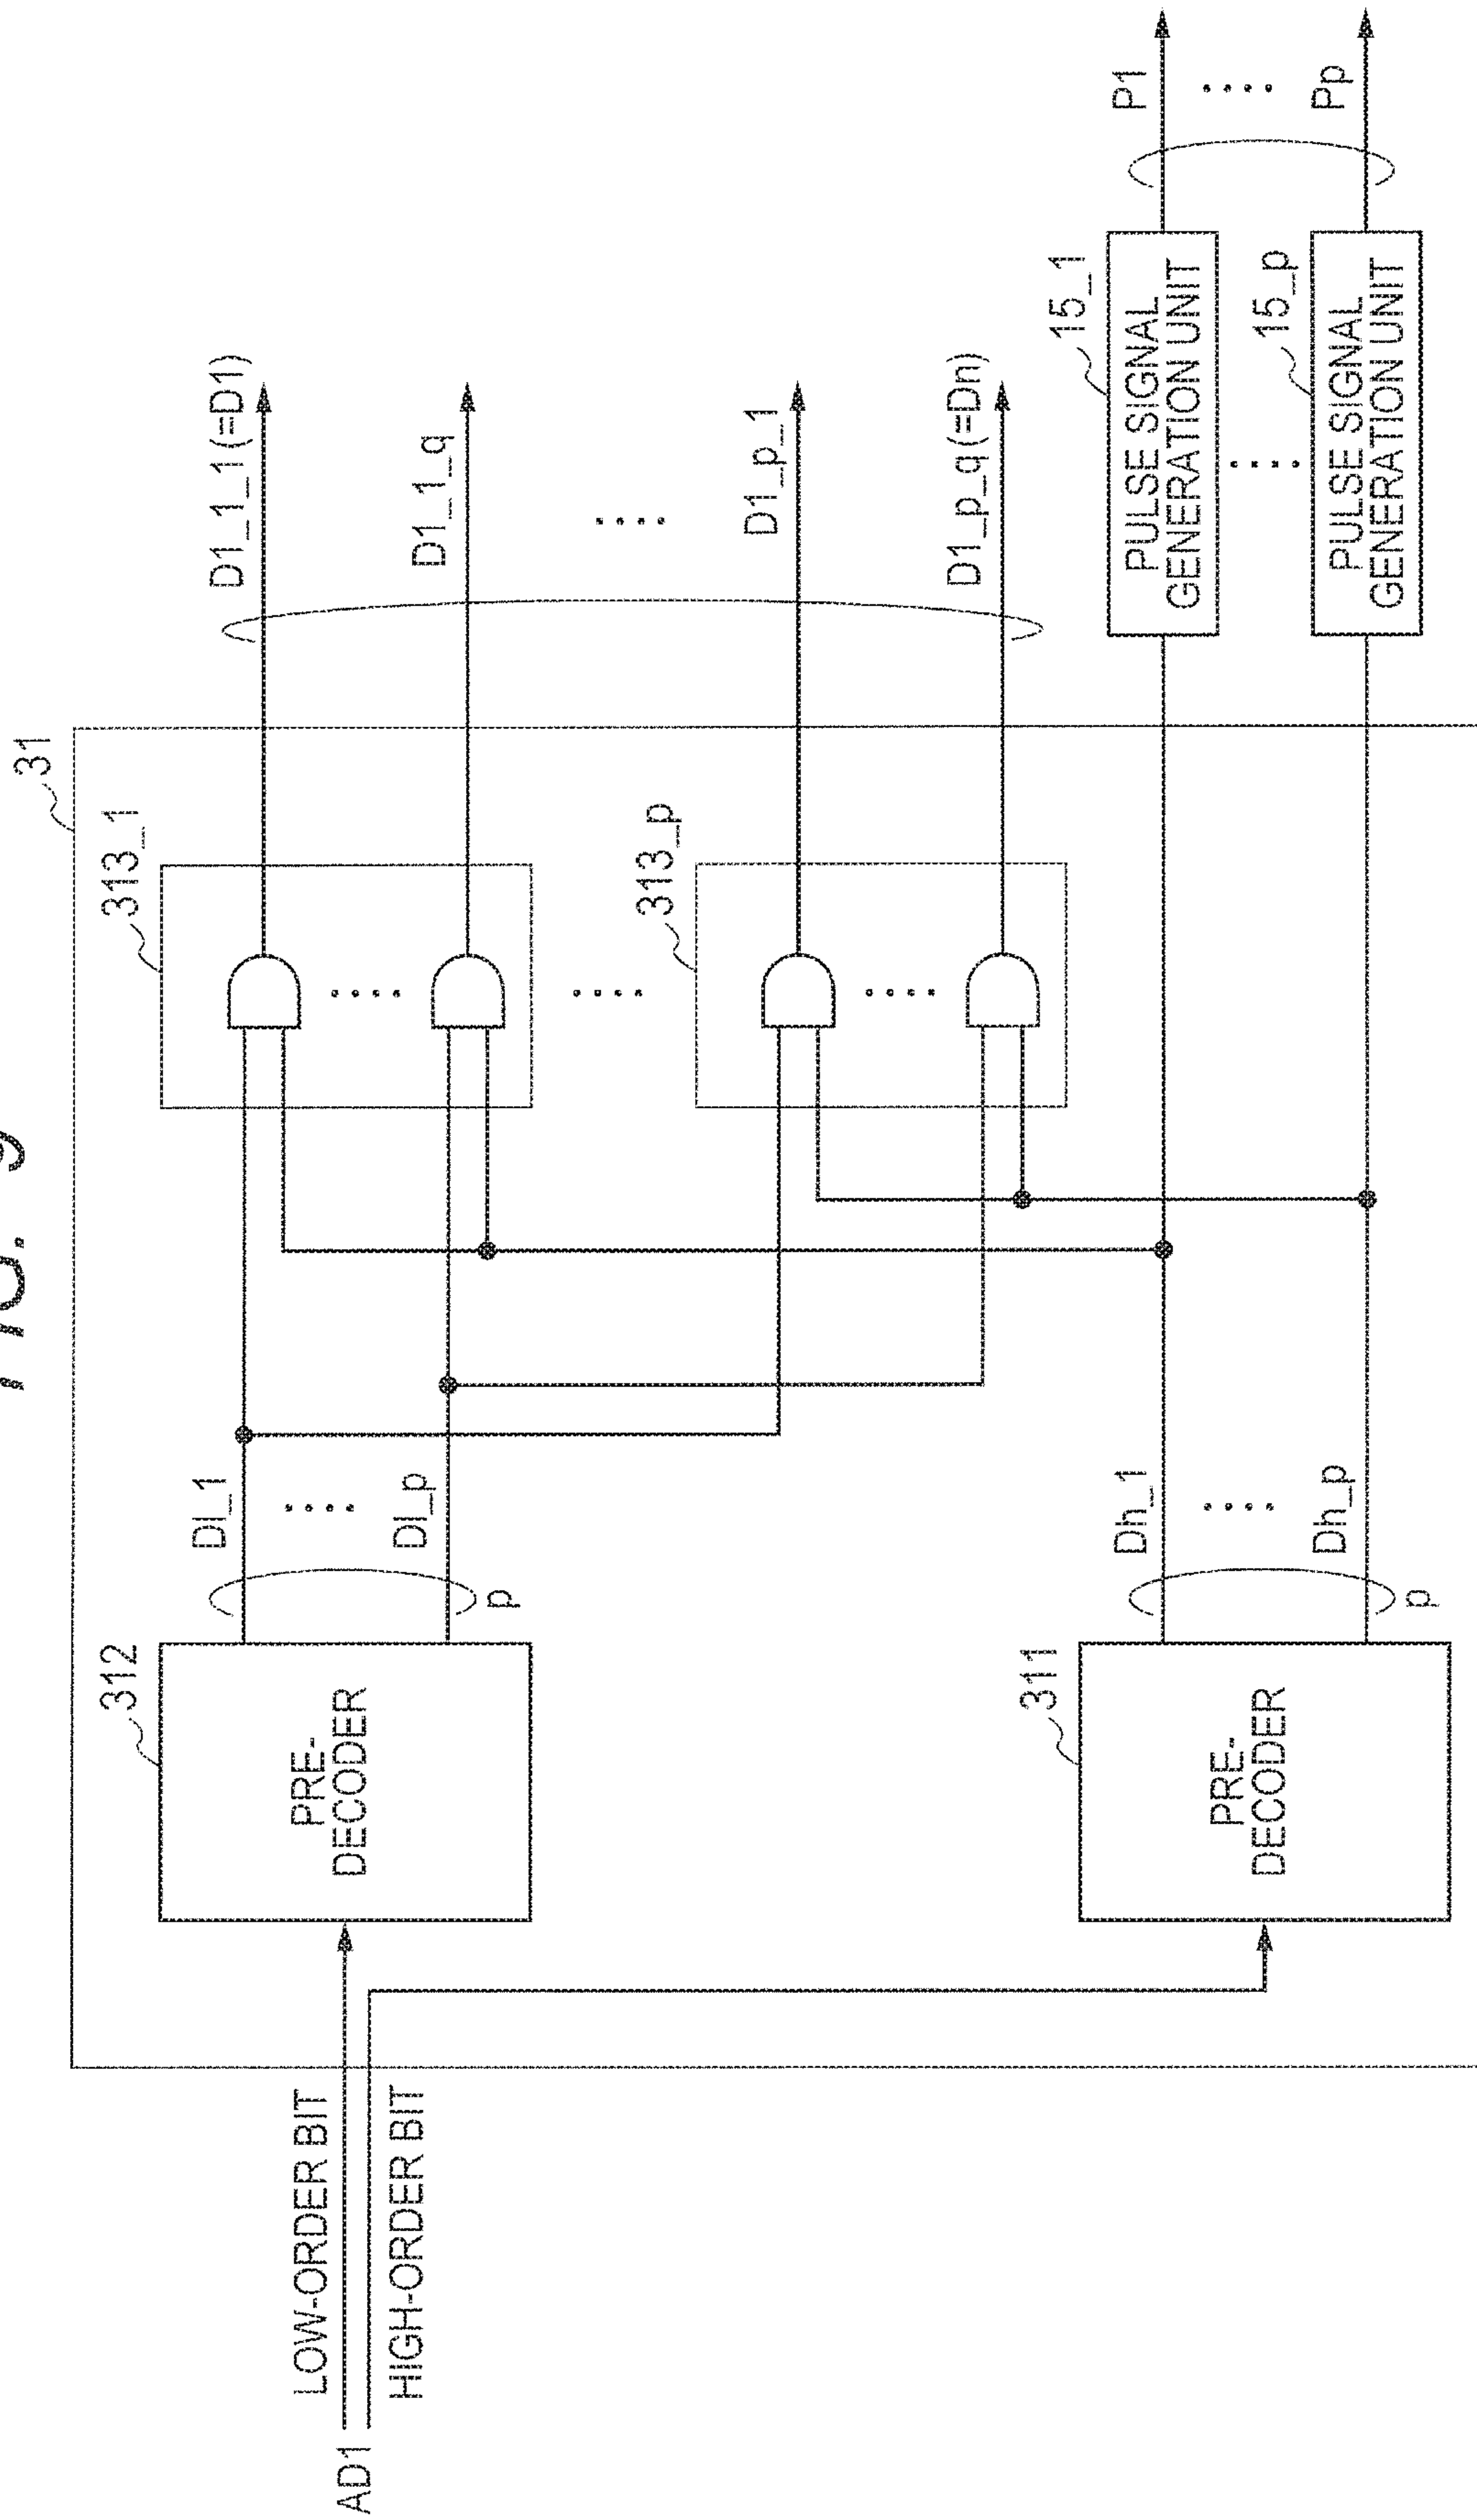 FIG. 9
31
313_1
313_p
D1_1_1(=D1)
D1_1_q
D1_p_1
D1_p_q(=Dn)
312
PRE-
DECODER
Dl_1
Dl_p
p
LOW-ORDER BIT
AD1
HIGH-ORDER BIT
311
PRE-
DECODER
Dh_1
Dh_p
p
15_1
PULSE SIGNAL
GENERATION UNIT
P1
15_p
PULSE SIGNAL
GENERATION UNIT
Pp